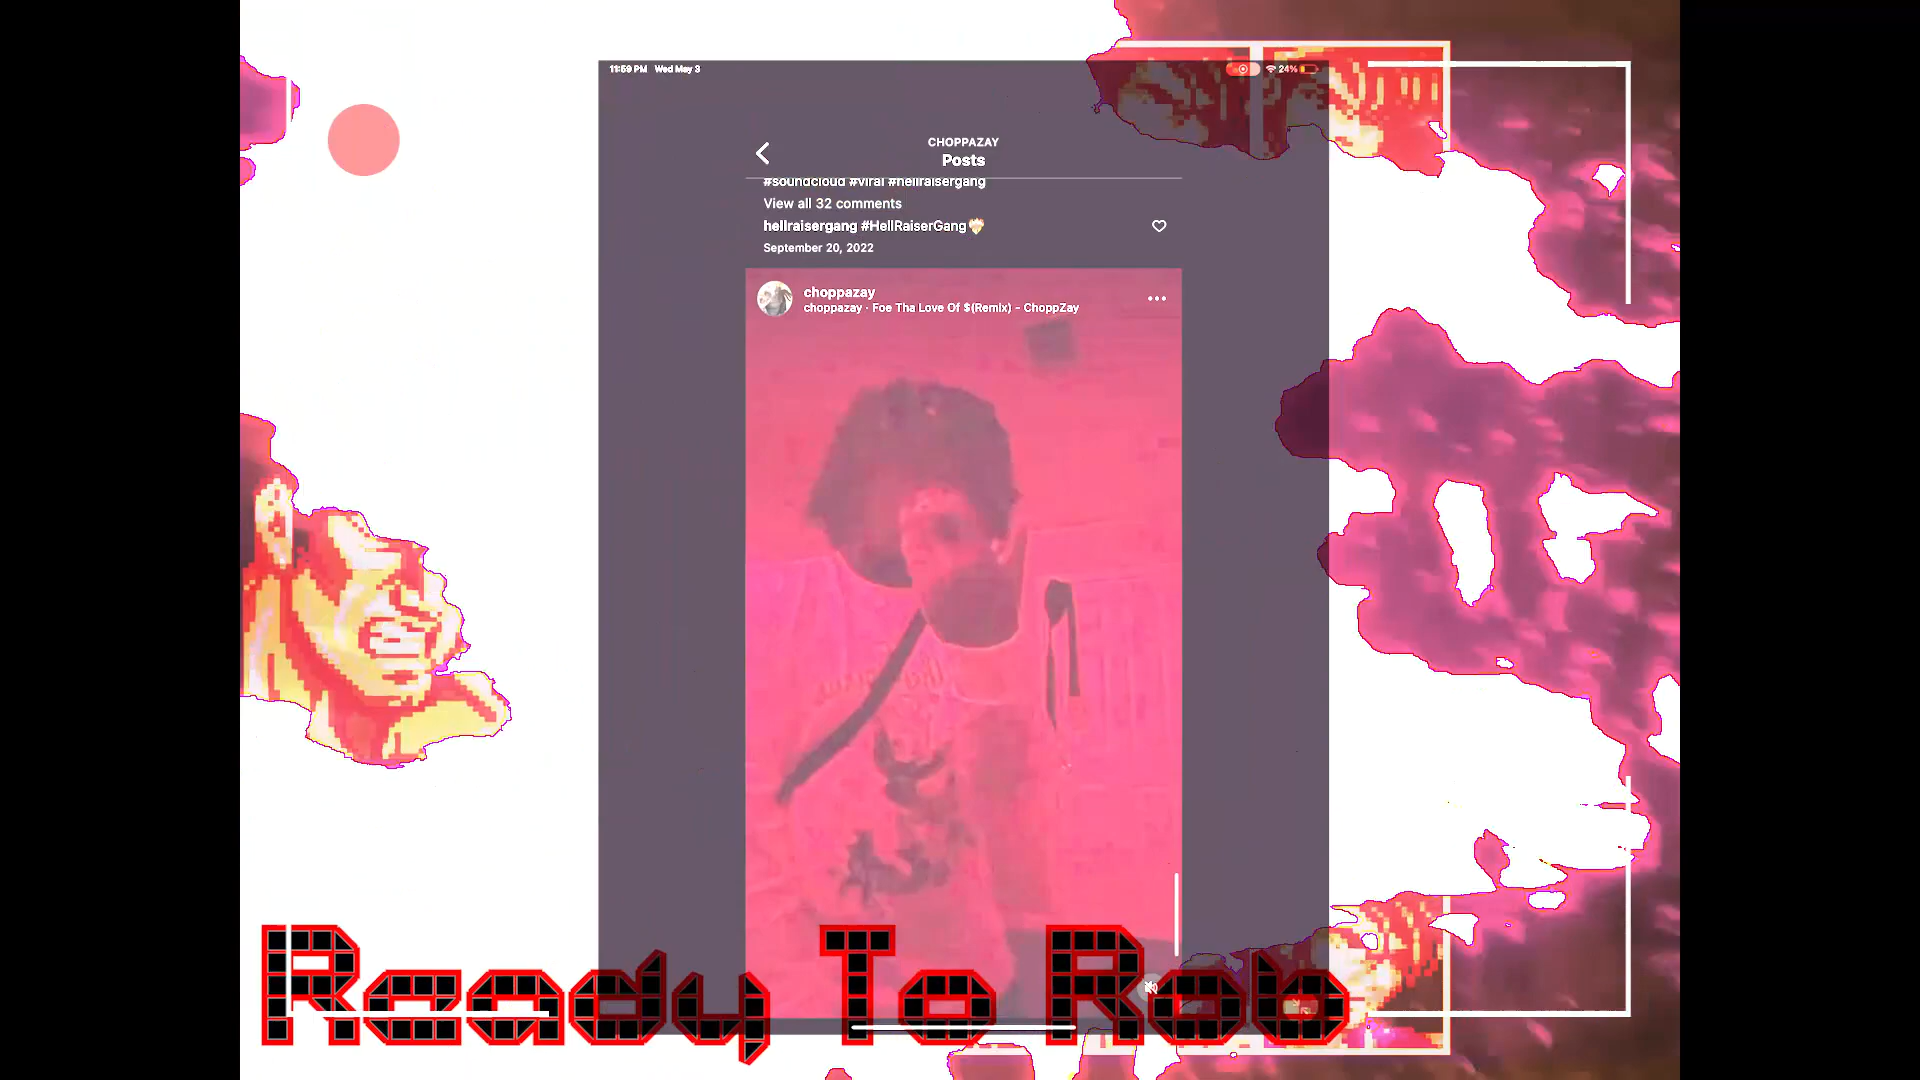 11:59 PM Wed May 3
24%
CHOPPAZAY
Posts
#soundcloud #viral #hellraisergang
View all 32 comments
hellraisergang #HellRaiserGang
September 20, 2022
choppazay
choppazay · Foe Tha Love Of $(Remix) - ChoppZay
Ready To Rob